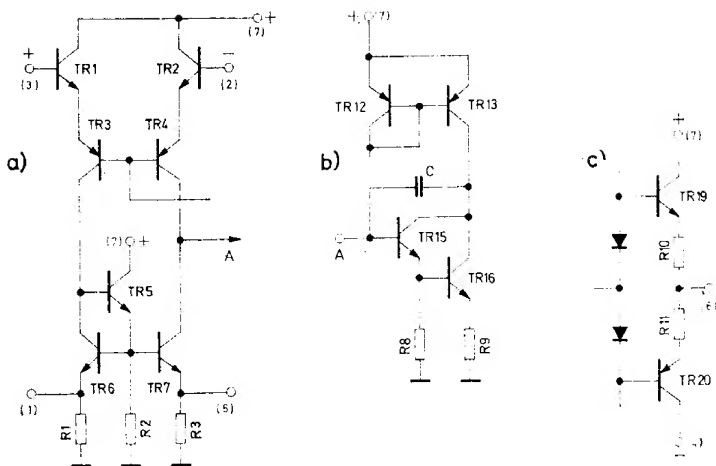 a)
+
(3)
TR1
TR2
−
(2)
(7) +
TR3
TR4
A
(7) +
TR5
TR6
TR7
(1)
(5)
R1
R2
R3
b)
+ (7)
TR12
TR13
C
A
TR15
TR16
R8
R9
c)
+
(7)
TR19
R10
(6)
R11
TR20